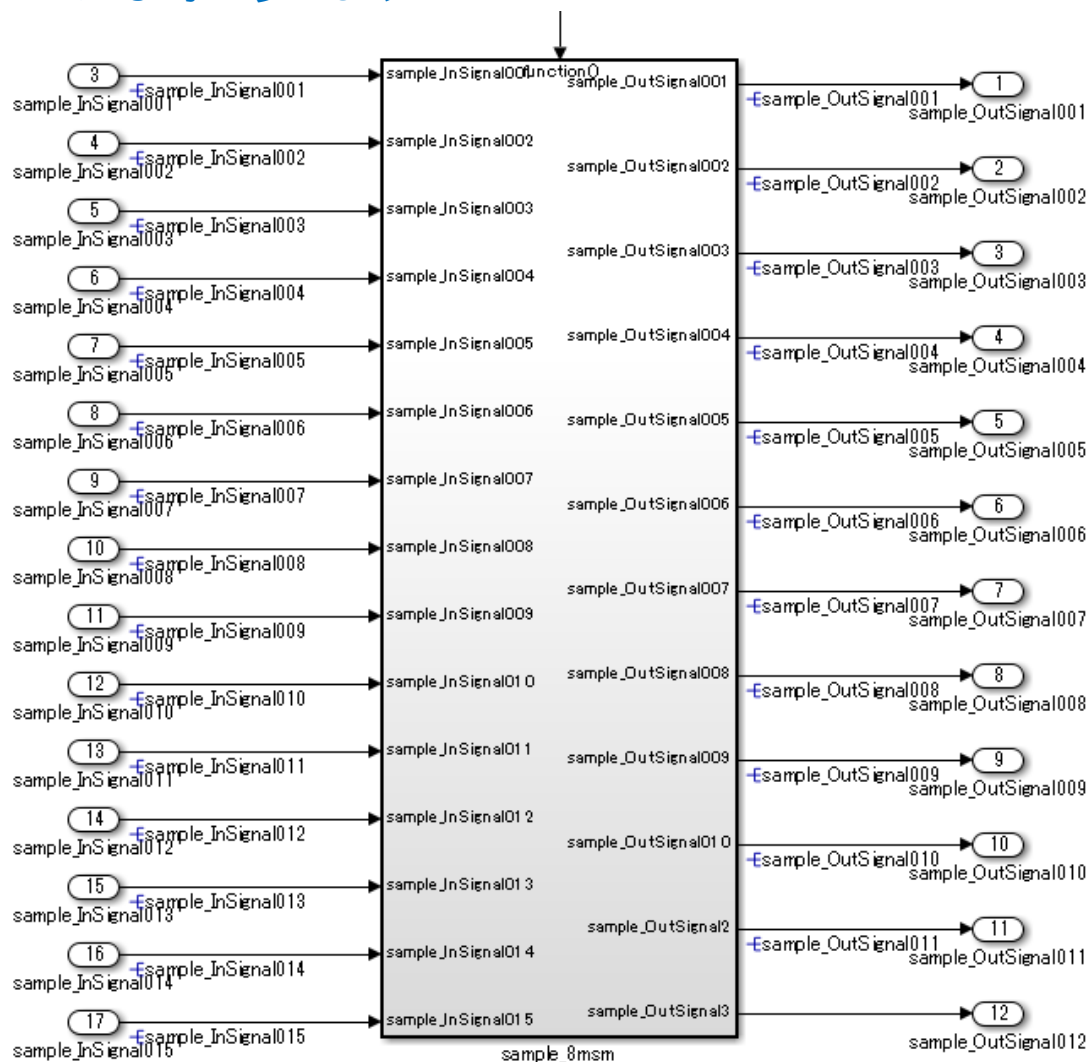 function()
3
sample_InSignal001
sample_InSignal001
sample_InSignal001
4
sample_InSignal002
sample_InSignal002
sample_InSignal002
5
sample_InSignal003
sample_InSignal003
sample_InSignal003
6
sample_InSignal004
sample_InSignal004
sample_InSignal004
7
sample_InSignal005
sample_InSignal005
sample_InSignal005
8
sample_InSignal006
sample_InSignal006
sample_InSignal006
9
sample_InSignal007
sample_InSignal007
sample_InSignal007
10
sample_InSignal008
sample_InSignal008
sample_InSignal008
11
sample_InSignal009
sample_InSignal009
sample_InSignal009
12
sample_InSignal010
sample_InSignal010
sample_InSignal010
13
sample_InSignal011
sample_InSignal011
sample_InSignal011
14
sample_InSignal012
sample_InSignal012
sample_InSignal012
15
sample_InSignal013
sample_InSignal013
sample_InSignal013
16
sample_InSignal014
sample_InSignal014
sample_InSignal014
17
sample_InSignal015
sample_InSignal015
sample_InSignal015
sample_OutSignal001
sample_OutSignal001
1
sample_OutSignal001
sample_OutSignal002
sample_OutSignal002
2
sample_OutSignal002
sample_OutSignal003
sample_OutSignal003
3
sample_OutSignal003
sample_OutSignal004
sample_OutSignal004
4
sample_OutSignal004
sample_OutSignal005
sample_OutSignal005
5
sample_OutSignal005
sample_OutSignal006
sample_OutSignal006
6
sample_OutSignal006
sample_OutSignal007
sample_OutSignal007
7
sample_OutSignal007
sample_OutSignal008
sample_OutSignal008
8
sample_OutSignal008
sample_OutSignal009
sample_OutSignal009
9
sample_OutSignal009
sample_OutSignal010
sample_OutSignal010
10
sample_OutSignal010
sample_OutSignal2
sample_OutSignal011
11
sample_OutSignal011
sample_OutSignal3
12
sample_OutSignal012
sample_8msm